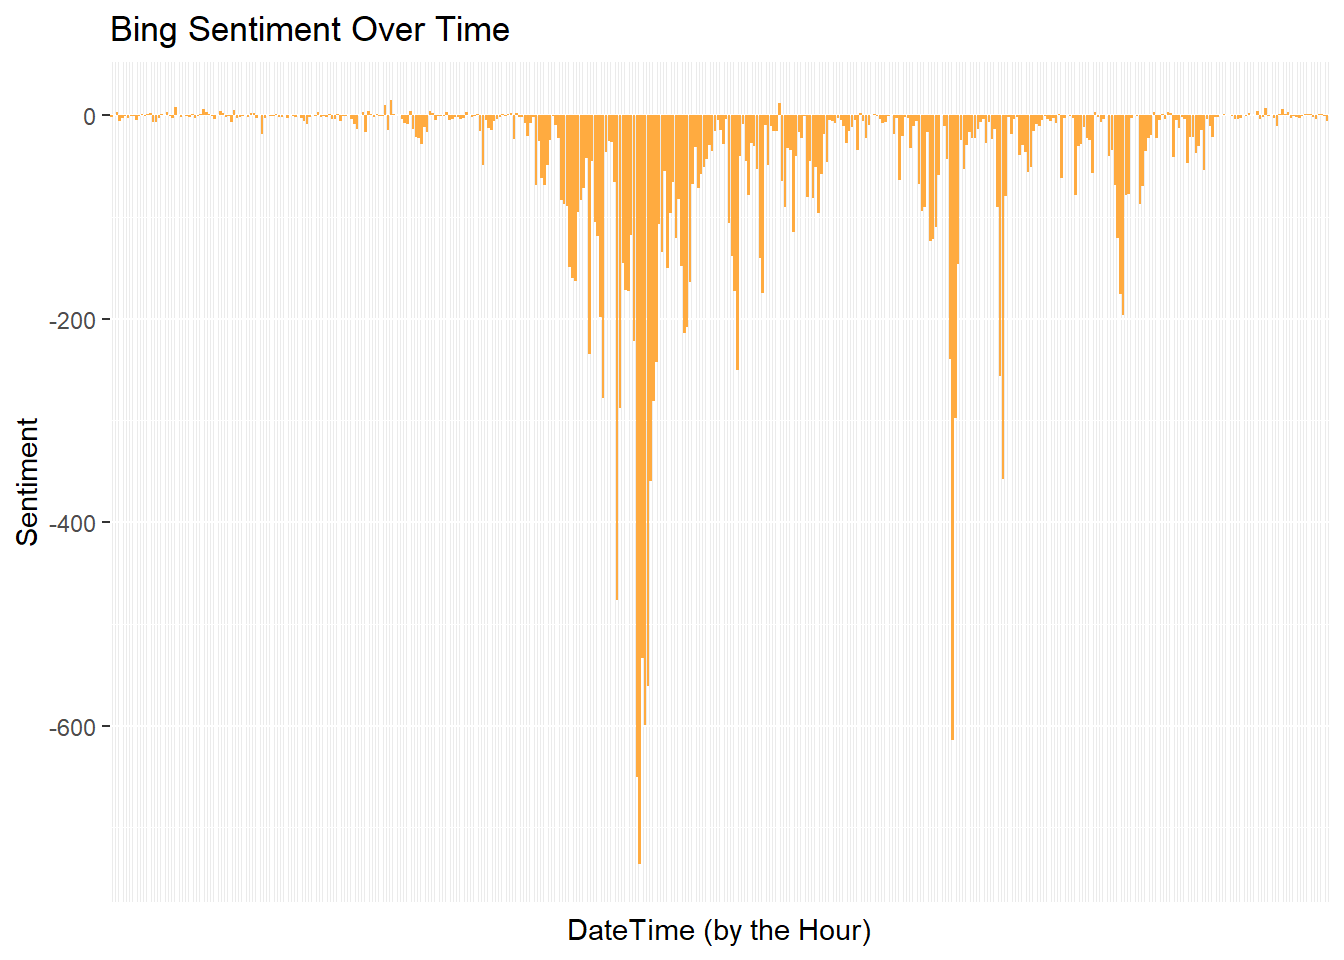 Bing Sentiment Over Time
0
-200
-400
-600
Sentiment
DateTime (by the Hour)